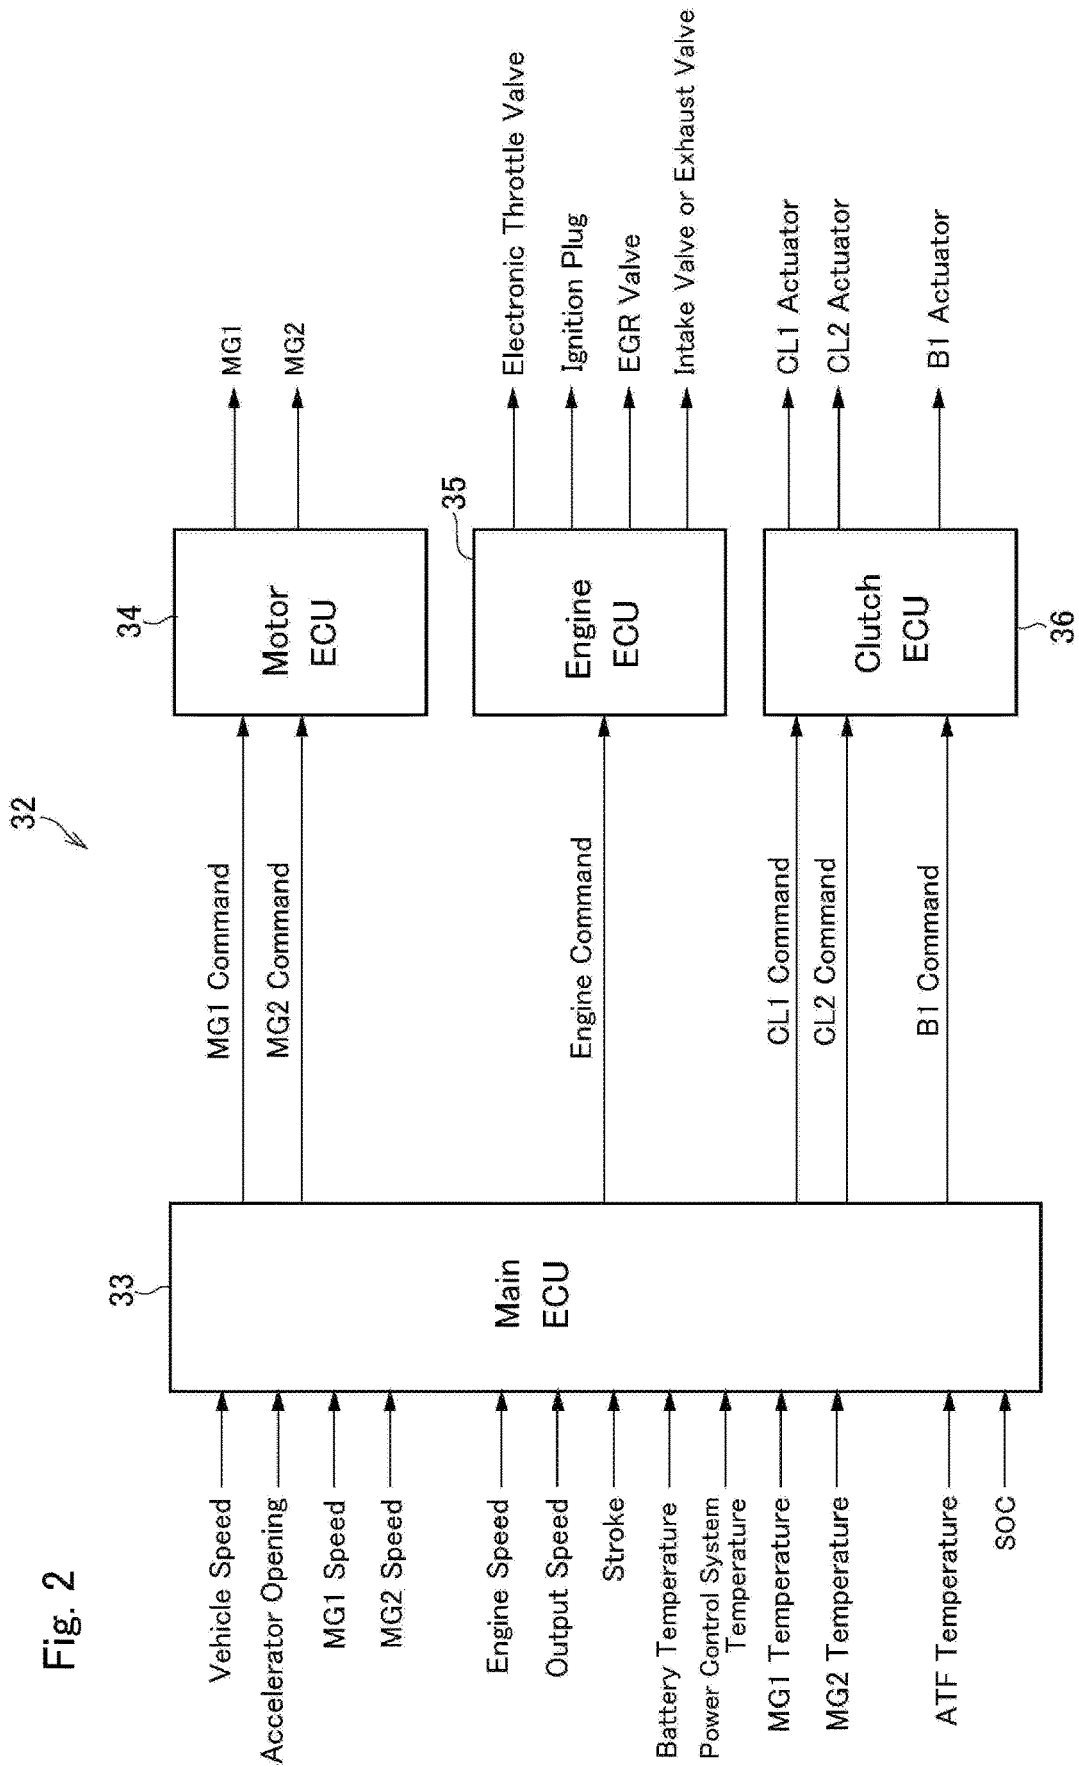 Fig. 2
32
Vehicle Speed
Accelerator Opening
MG1 Speed
MG2 Speed
Engine Speed
Output Speed
Stroke
Battery Temperature
Power Control System
Temperature
MG1 Temperature
MG2 Temperature
ATF Temperature
SOC
33
Main
ECU
MG1 Command
MG2 Command
Engine Command
CL1 Command
CL2 Command
B1 Command
34
Motor
ECU
35
Engine
ECU
Clutch
ECU
36
MG1
MG2
Electronic Throttle Valve
Ignition Plug
EGR Valve
Intake Valve or Exhaust Valve
CL1 Actuator
CL2 Actuator
B1 Actuator